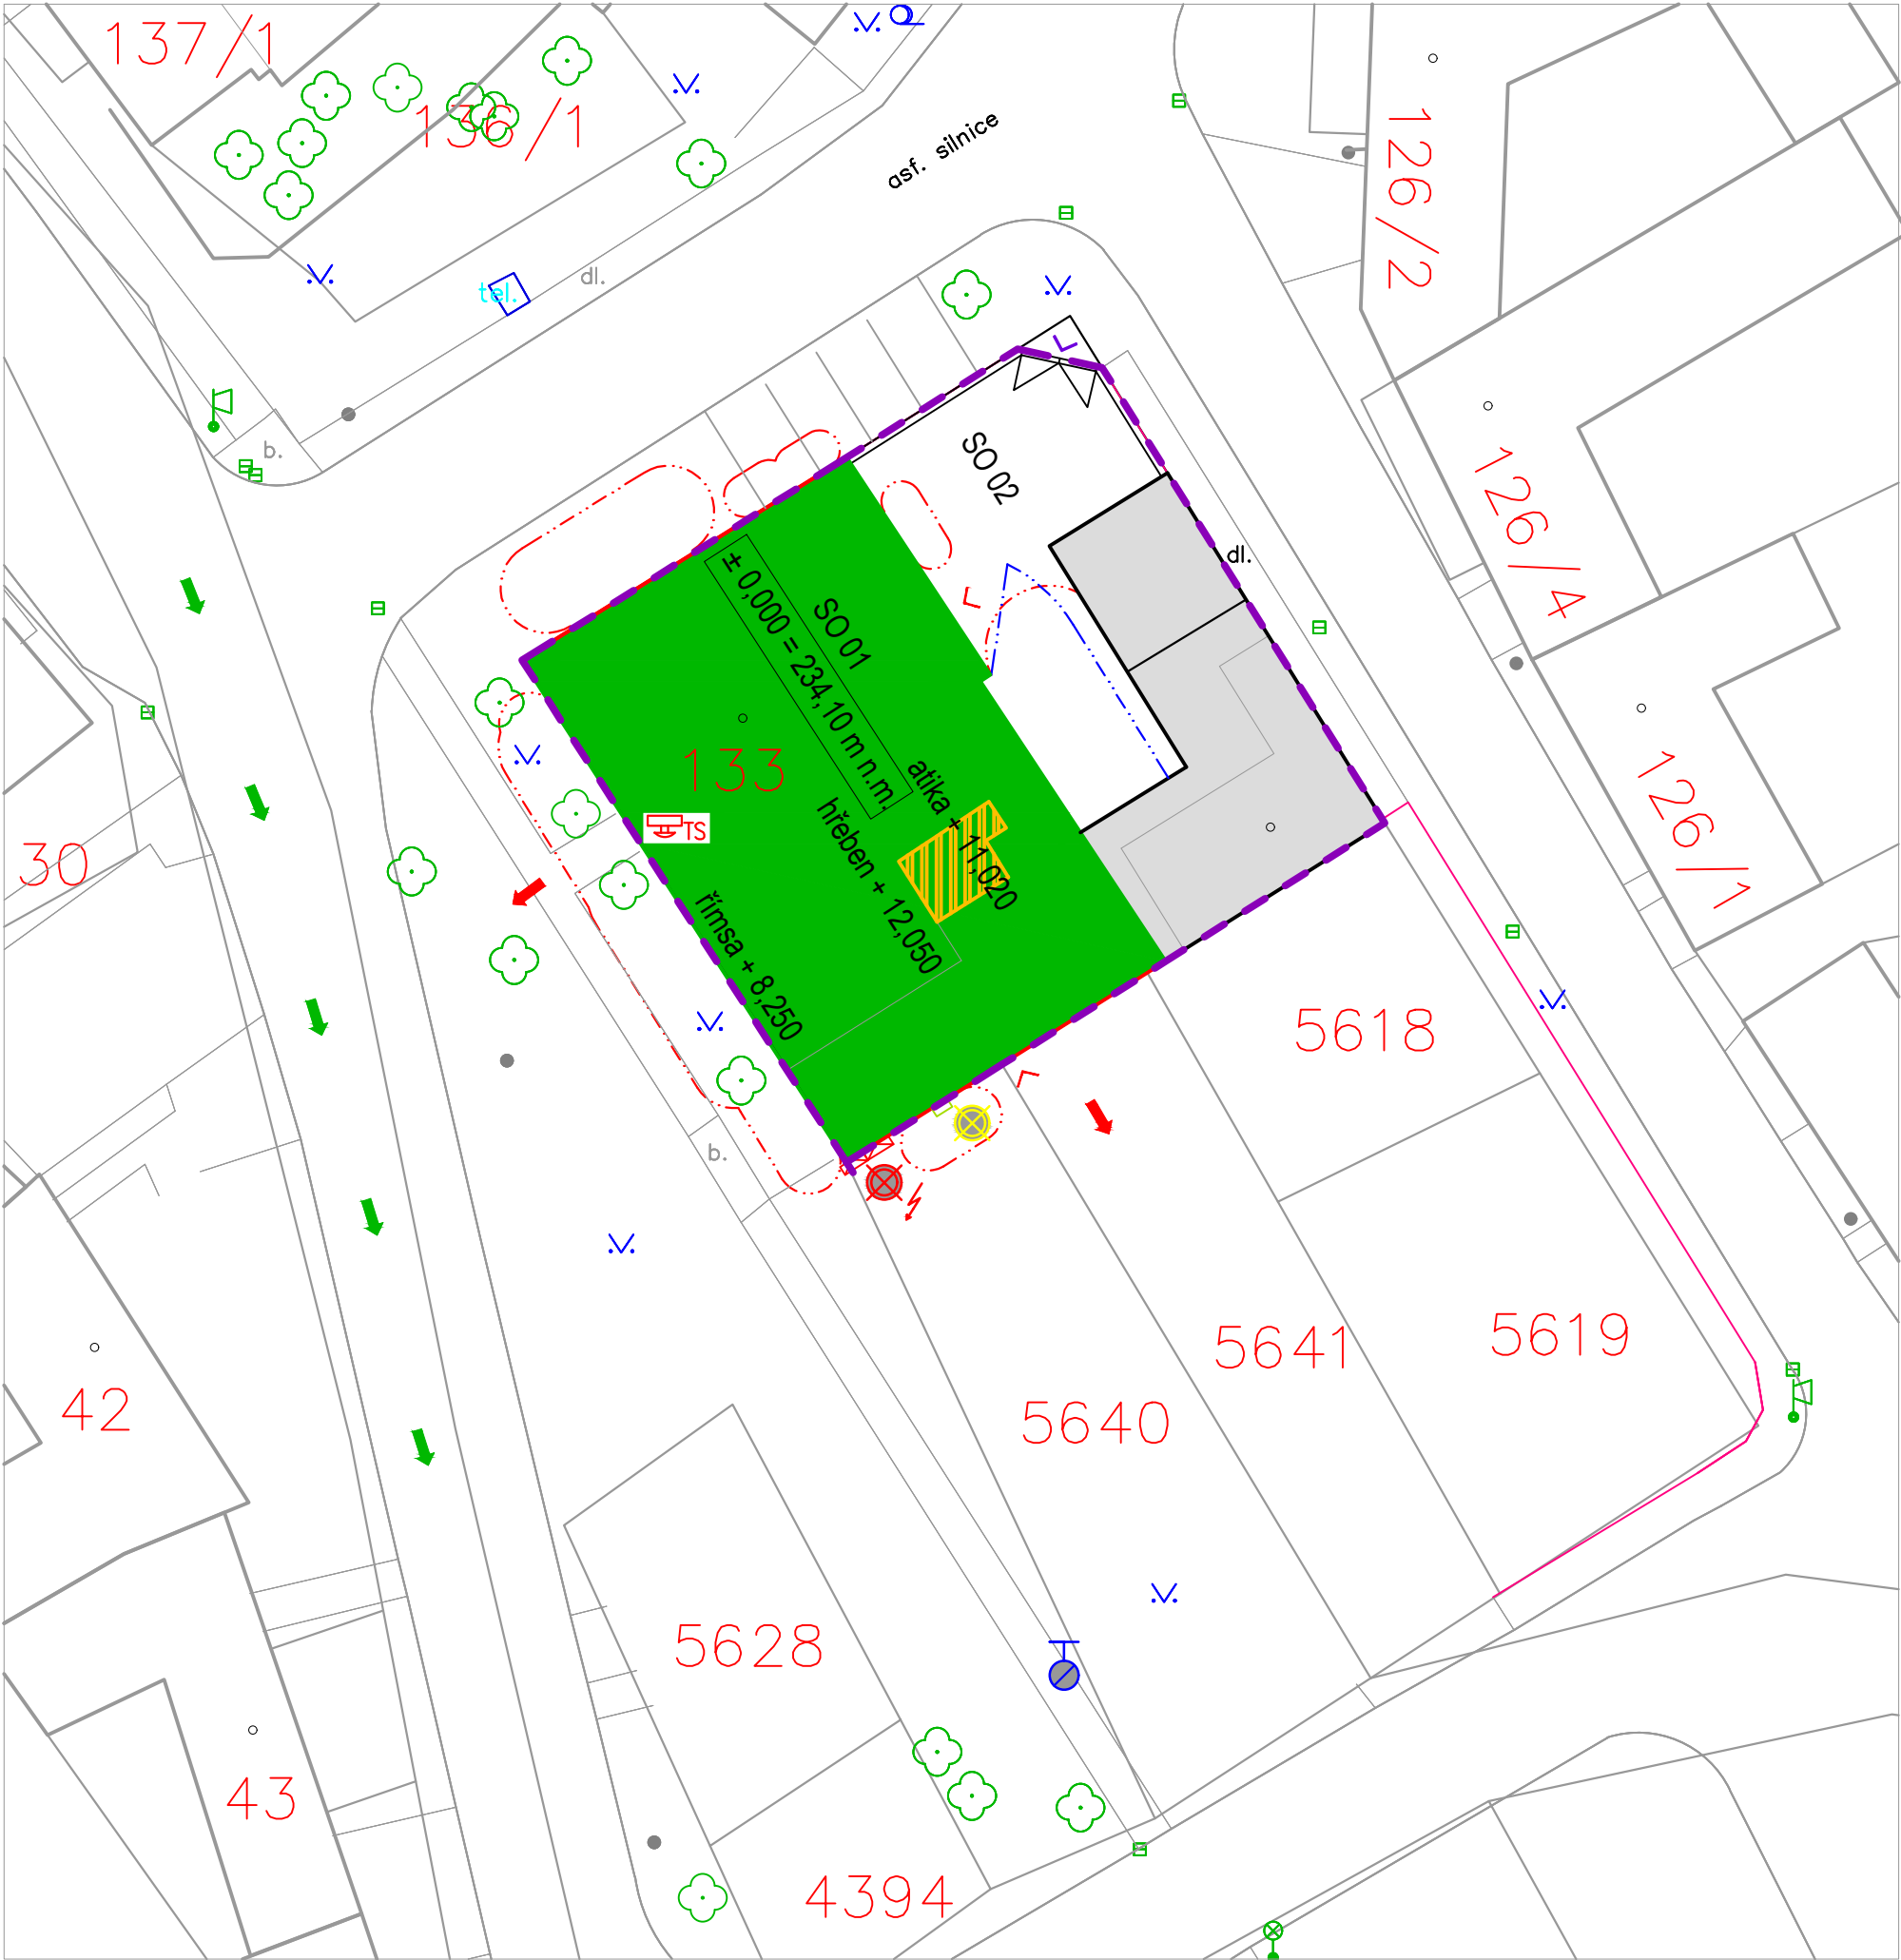 137/1
136/1
asf. silnice
126/2
tel.
dl.
b.
SO 02
126/4
dl.
± 0,000 = 234,10 m n.m.
SO 01
133
TS
atika + 11,020
hřeben + 12,050
římsa + 8,250
126/1
30
5618
b.
5619
5641
5640
42
5628
43
4394